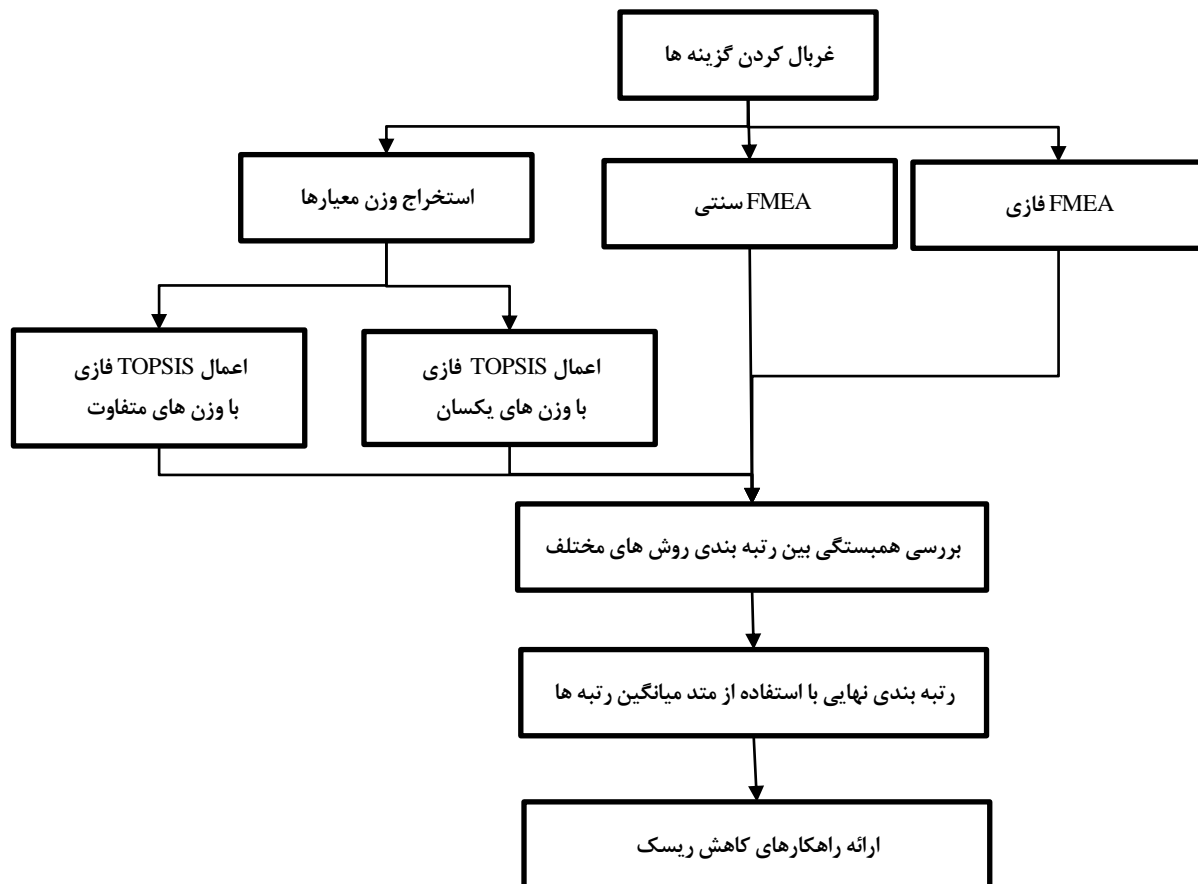 غربال کردن گزینه ها
FMEA فازی
FMEA سنتی
استخراج وزن معیارها
اعمال TOPSIS فازی
با وزن های یکسان
اعمال TOPSIS فازی
با وزن های متفاوت
بررسی همبستگی بین رتبه بندی روش های مختلف
رتبه بندی نهایی با استفاده از متد میانگین رتبه ها
ارائه راهکارهای کاهش ریسک